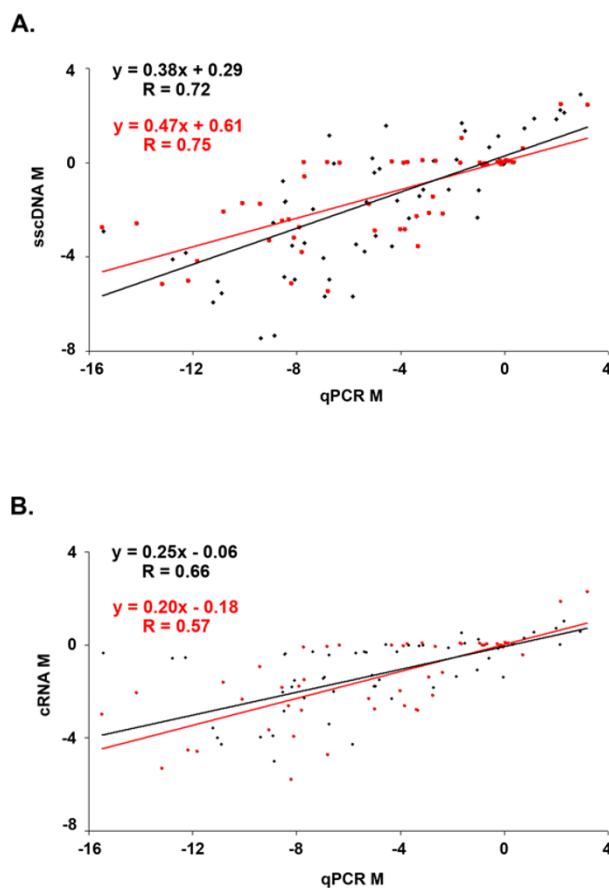 A.
4
y = 0.38x + 0.29
R = 0.72
y = 0.47x + 0.61
R = 0.75
0
sscDNA M
-4
-8
-16
-12
-8
-4
0
4
qPCR M
B.
4
y = 0.25x - 0.06
R = 0.66
y = 0.20x - 0.18
R = 0.57
0
cRNA M
-4
-8
-16
-12
-8
-4
0
4
qPCR M